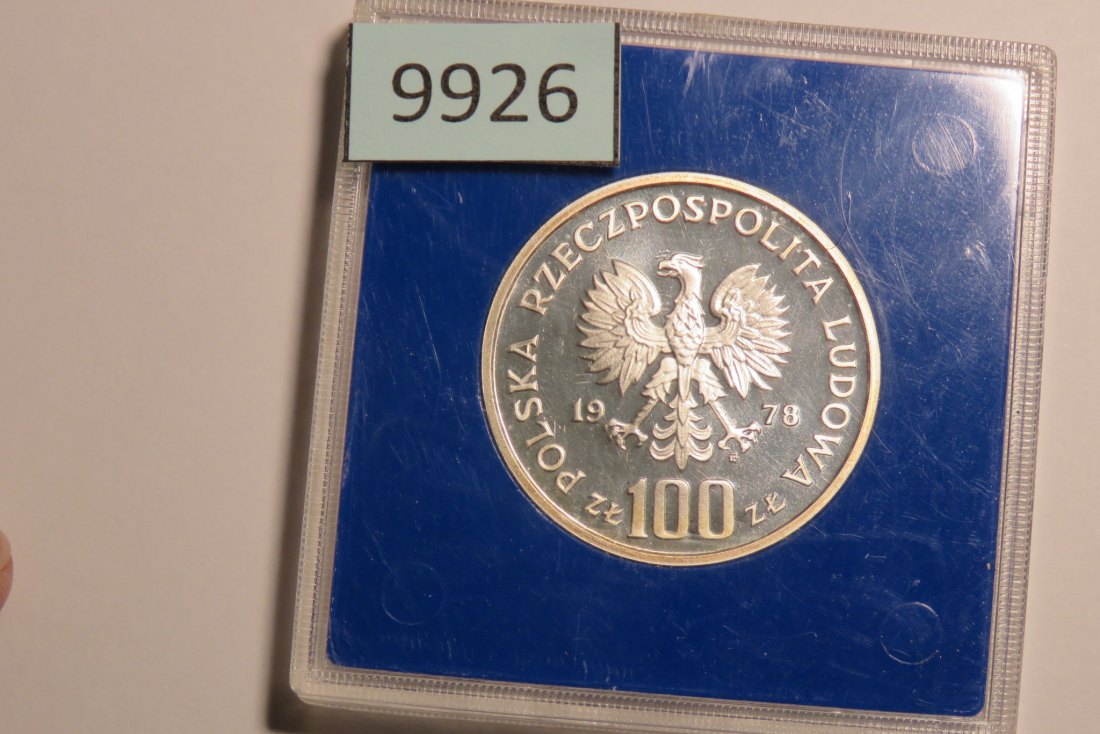 9926
POLSKA RZECZPOSPOLITA LUDOWA
19 78
ZŁ 100 ZŁ